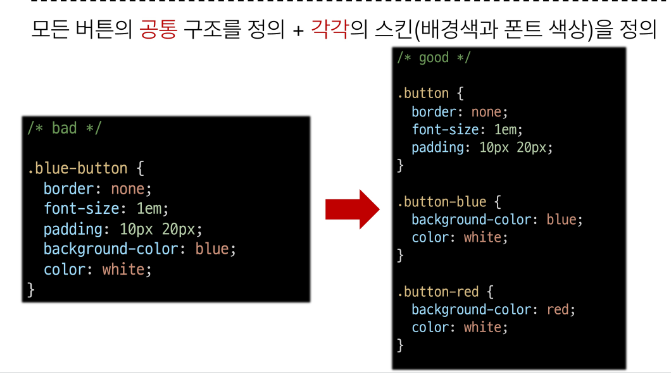 모든 버튼의 공통 구조를 정의 + 각각의 스킨(배경색과 폰트 색상)을 정의
/* bad */
.blue-button {
border: none;
font-size: 1em;
padding: 10px 20px;
background-color: blue;
color: white;
}
/* good */
.button {
border: none;
font-size: 1em;
padding: 10px 20px;
}
.button-blue {
background-color: blue;
color: white;
}
.button-red {
background-color: red;
color: white;
}